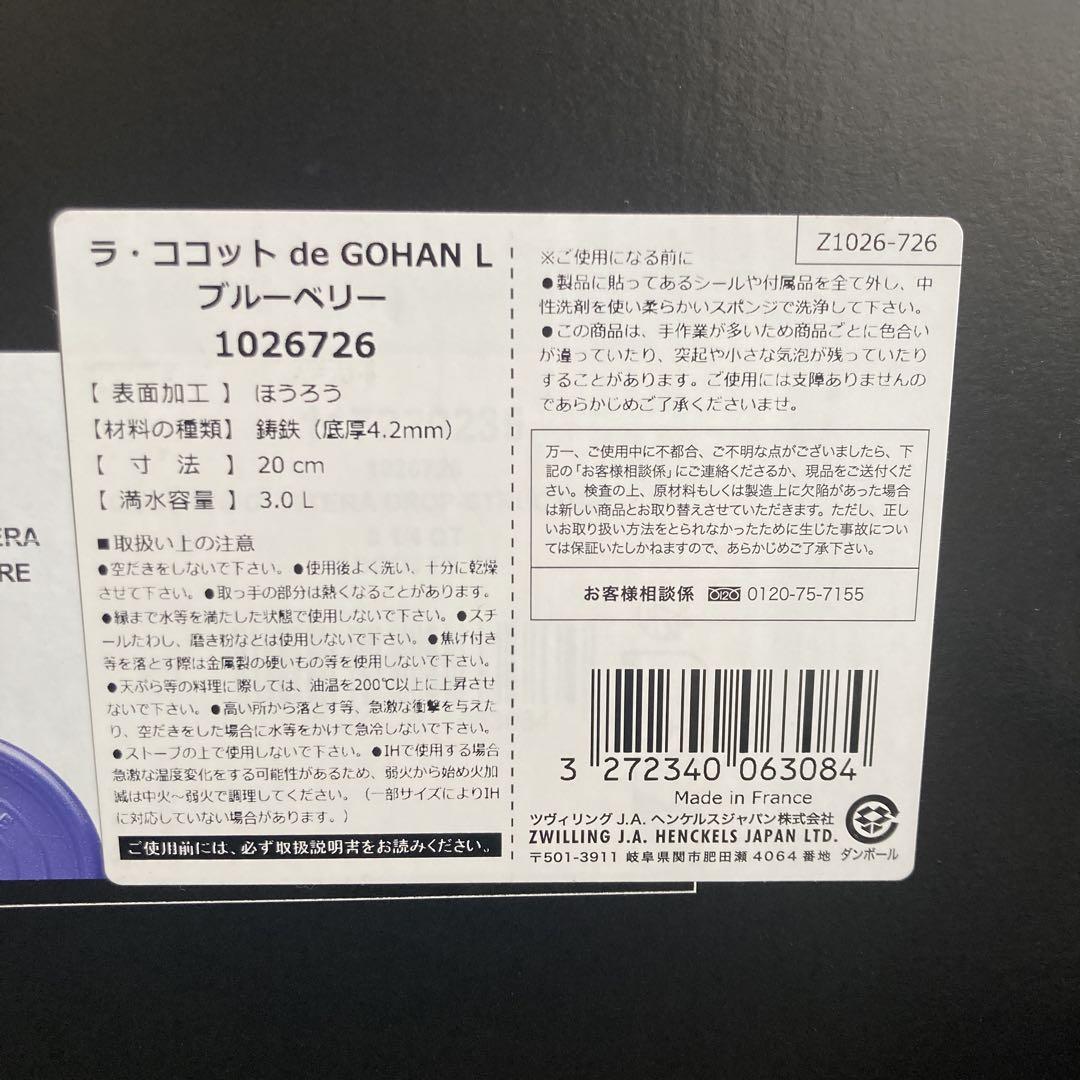 ラ・ココット de GOHAN L
ブルーベリー
1026726
【 表面加工 】 ほうろう
【材料の種類】 鋳鉄（底厚4.2mm）
【 寸 法 】 20 cm
【 満水容量 】 3.0 L
■取扱い上の注意
●空だきをしないで下さい。●使用後よく洗い、十分に乾燥
させて下さい。●取っ手の部分は熱くなることがあります。
●縁まで水等を満たした状態で使用しないで下さい。●スチ
ールたわし、磨き粉などは使用しないで下さい。●焦げ付き
等を落とす際は金属製の硬いもの等を使用しないで下さい。
●天ぷら等の料理に際しては、油温を200℃以上に上昇させ
ないで下さい。●高い所から落とす等、急激な衝撃を与えた
り、空だきをした場合に水等をかけて急冷しないで下さい。
●ストーブの上で使用しないで下さい。●IHで使用する場合
急激な温度変化をする可能性があるため、弱火から始め火加
減は中火～弱火で調理してください。（一部サイズによりIH
に対応していない場合があります。）
ご使用前には、必ず取扱説明書をお読みください。
Z1026-726
※ご使用になる前に
●製品に貼ってあるシールや付属品を全て外し、中
性洗剤を使い柔らかいスポンジで洗浄して下さい。
●この商品は、手作業が多いため商品ごとに色合い
が違っていたり、突起や小さな気泡が残っていたり
することがあります。ご使用には支障ありませんの
であらかじめご了承くださいませ。
万一、ご使用中に不都合、ご不明な点がございましたら、下
記の「お客様相談係」にご連絡くださるか、現品をご送付くだ
さい。検査の上、原材料もしくは製造上に欠陥があった場合
は新しい商品とお取り替えさせていただきます。ただし、正し
いお取り扱い方法をとられなかったために生じた事故につい
ては保証いたしかねますので、あらかじめご了承下さい。
お客様相談係 0120-75-7155
3 272340 063084
Made in France
ツヴィリング J.A. ヘンケルスジャパン株式会社
ZWILLING J.A. HENCKELS JAPAN LTD.
〒501-3911 岐阜県関市肥田瀬 4064 番地 ダンボール
ERA
RE